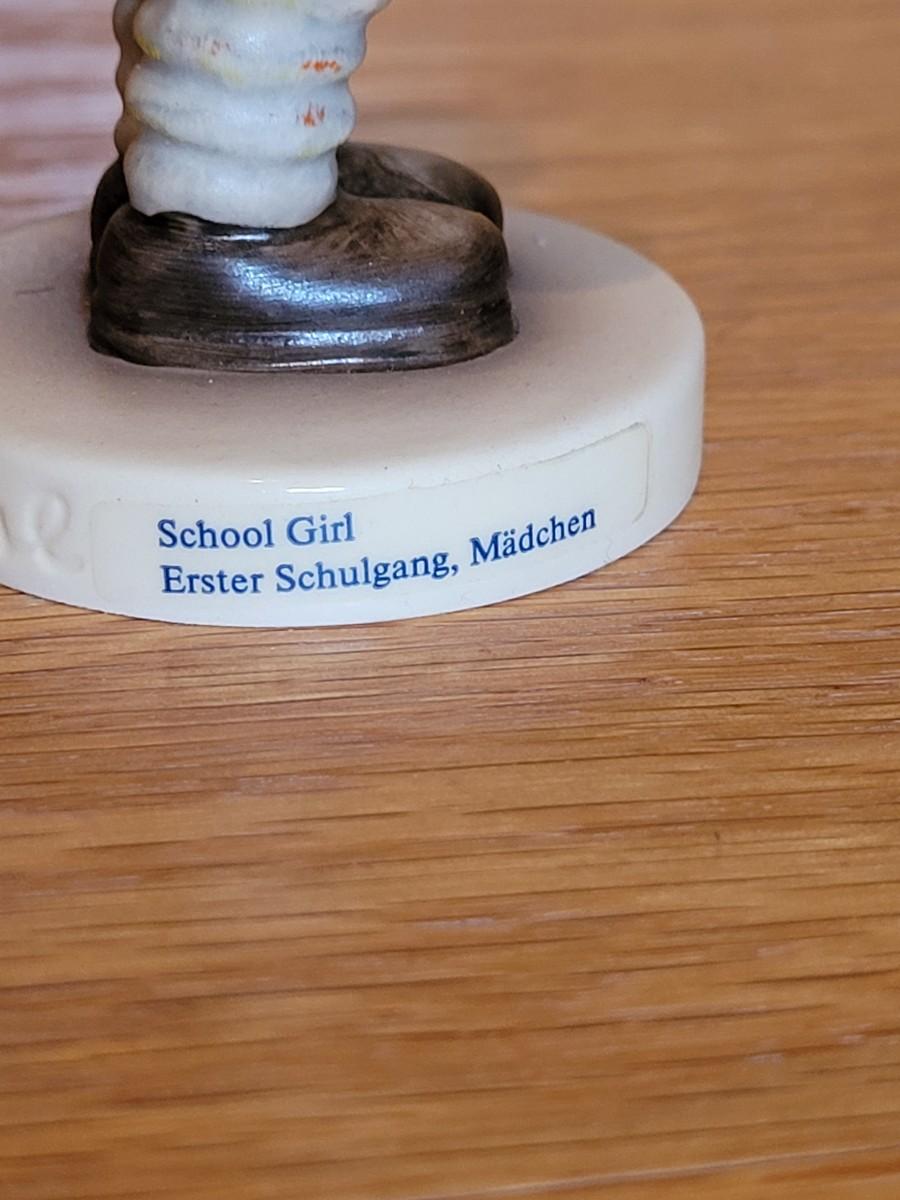 School Girl
Erster Schulgang, Mädchen